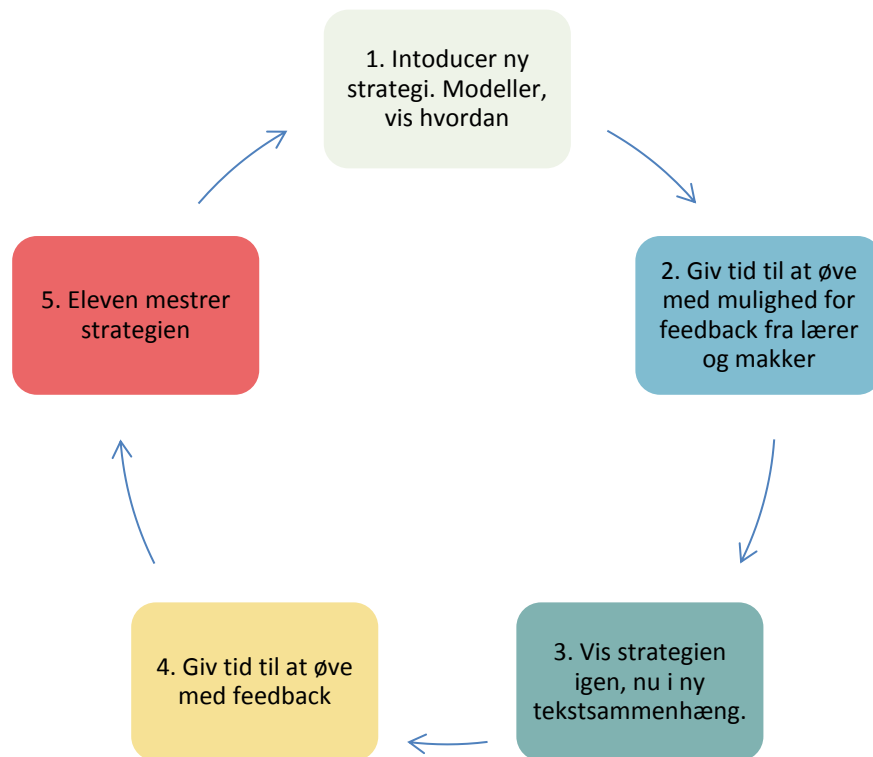 1. Intoducer ny
strategi. Modeller,
vis hvordan
2. Giv tid til at øve
med mulighed for
feedback fra lærer
og makker
3. Vis strategien
igen, nu i ny
tekstsammenhæng.
4. Giv tid til at øve
med feedback
5. Eleven mestrer
strategien